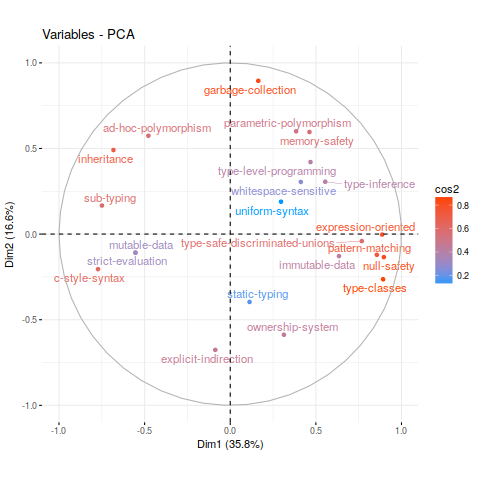 Variables - PCA
1.0
garbage-collection
ad-hoc-polymorphism
parametric-polymorphism
0.5
memory-safety
inheritance
type-level-programming
type-inference
whitespace-sensitive
sub-typing
uniform-syntax
expression-oriented
0.0
mutable-data
type-safe-discriminated-unions
pattern-matching
strict-evaluation
immutable-data
null-safety
c-style-syntax
type-classes
static-typing
-0.5
ownership-system
explicit-indirection
-1.0
-1.0
-0.5
0.0
0.5
1.0
Dim1 (35.8%)
Dim2 (16.6%)
cos2
0.8
0.6
0.4
0.2